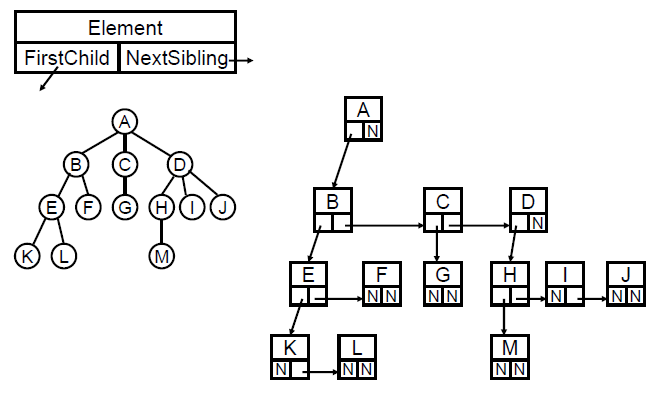 Element
FirstChild NextSibling
A
B C D
E F G H I J
K L M
A
N
B C D
N
E F G H I J
N N N N N N N
K L M
N N N N N